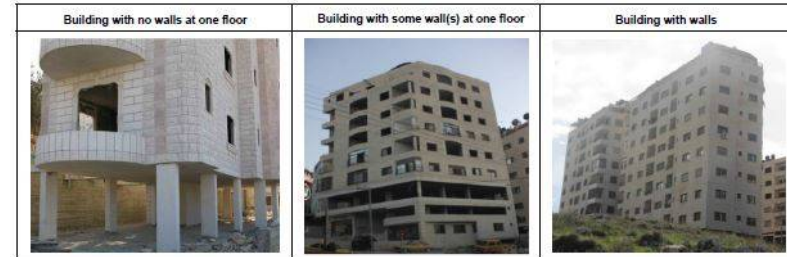 Building with no walls at one floor
Building with some wall(s) at one floor
Building with walls